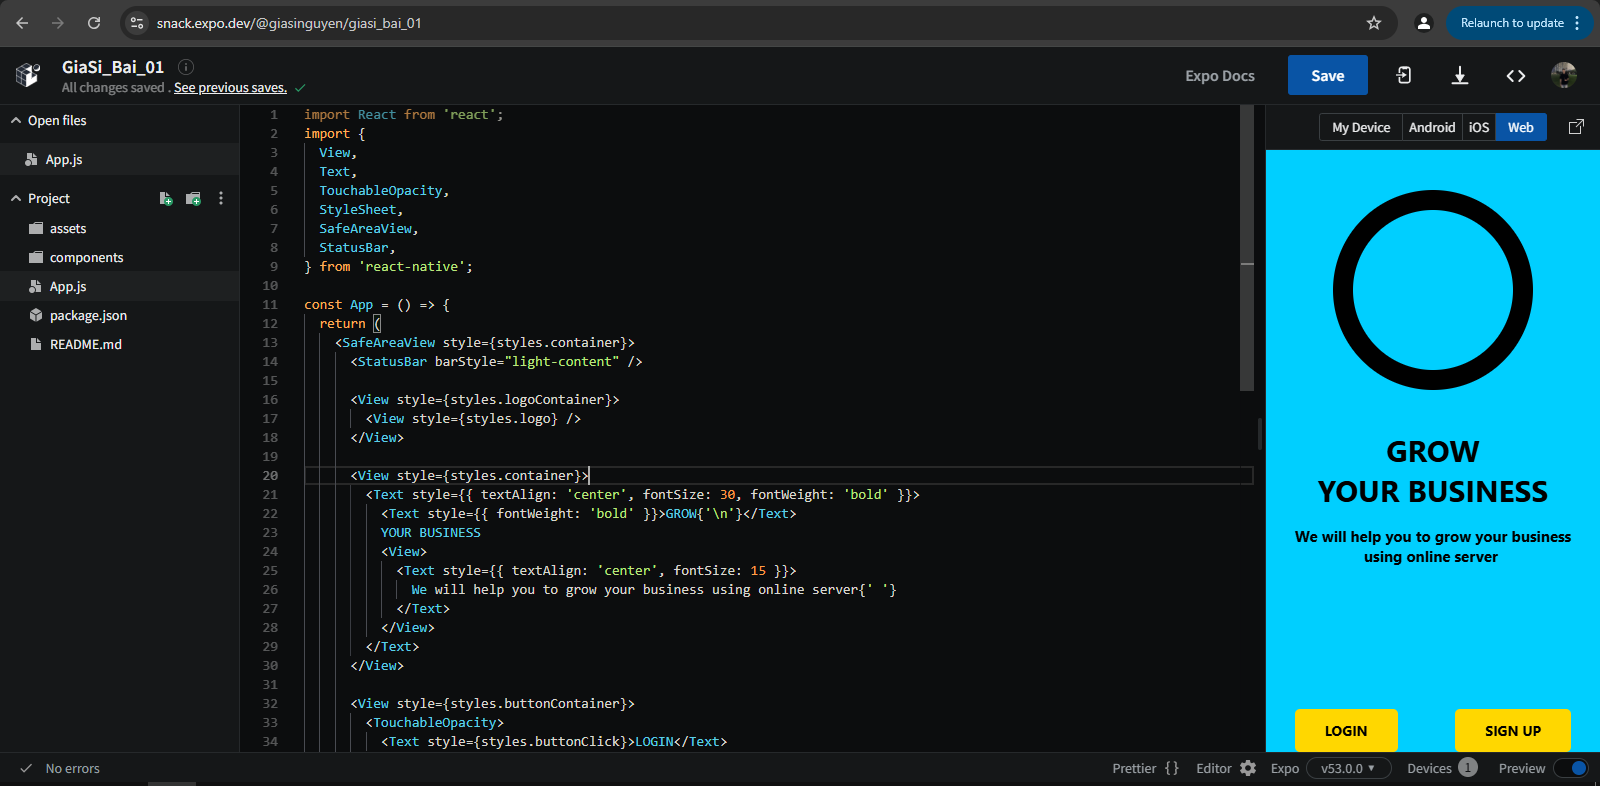 snack.expo.dev/@giasinguyen/giasi_bai_01
Relaunch to update
GiaSi_Bai_01
All changes saved . See previous saves.
Expo Docs
Save
Open files
App.js
Project
assets
components
App.js
package.json
README.md
1 import React from 'react';
2 import {
3 View,
4 Text,
5 TouchableOpacity,
6 StyleSheet,
7 SafeAreaView,
8 StatusBar,
9 } from 'react-native';
10
11 const App = () => {
12 return (
13 <SafeAreaView style={styles.container}>
14 <StatusBar barStyle="light-content" />
15
16 <View style={styles.logoContainer}>
17 <View style={styles.logo} />
18 </View>
19
20 <View style={styles.container}>
21 <Text style={{ textAlign: 'center', fontSize: 30, fontWeight: 'bold' }}>
22 <Text style={{ fontWeight: 'bold' }}>GROW{'\n'}</Text>
23 YOUR BUSINESS
24 <View>
25 <Text style={{ textAlign: 'center', fontSize: 15 }}>
26 We will help you to grow your business using online server{' '}
27 </Text>
28 </View>
29 </Text>
30 </View>
31
32 <View style={styles.buttonContainer}>
33 <TouchableOpacity>
34 <Text style={styles.buttonClick}>LOGIN</Text>
My Device Android iOS Web
GROW
YOUR BUSINESS
We will help you to grow your business
using online server
LOGIN SIGN UP
No errors
Prettier {} Editor Expo v53.0.0 Devices 1 Preview